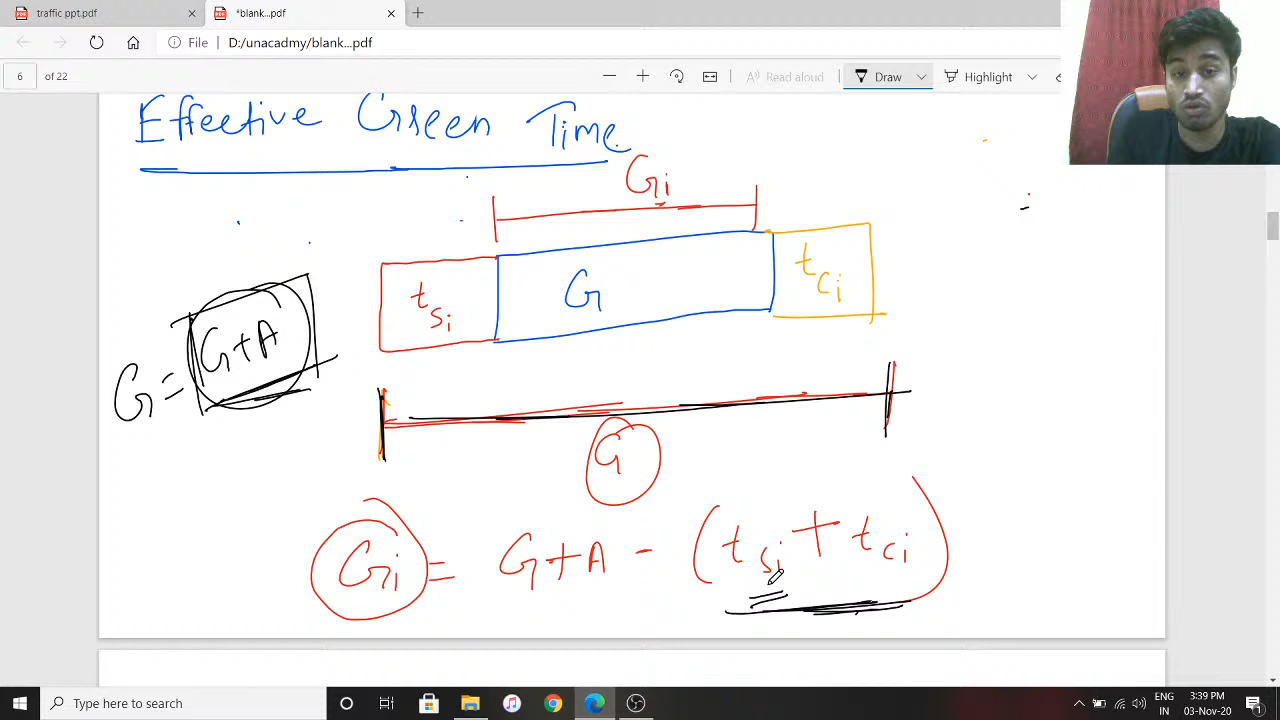 traffic ppt.pdf
*blank..pdf
File D:/unacadmy/blank...pdf
6 of 22
Read aloud
Draw
Highlight
Effective Green Time
Gi
tsi G tci
G = G+A
G
Gi = G+A - (tsi + tci)
Type here to search
ENG
IN
3:39 PM
03-Nov-20
1